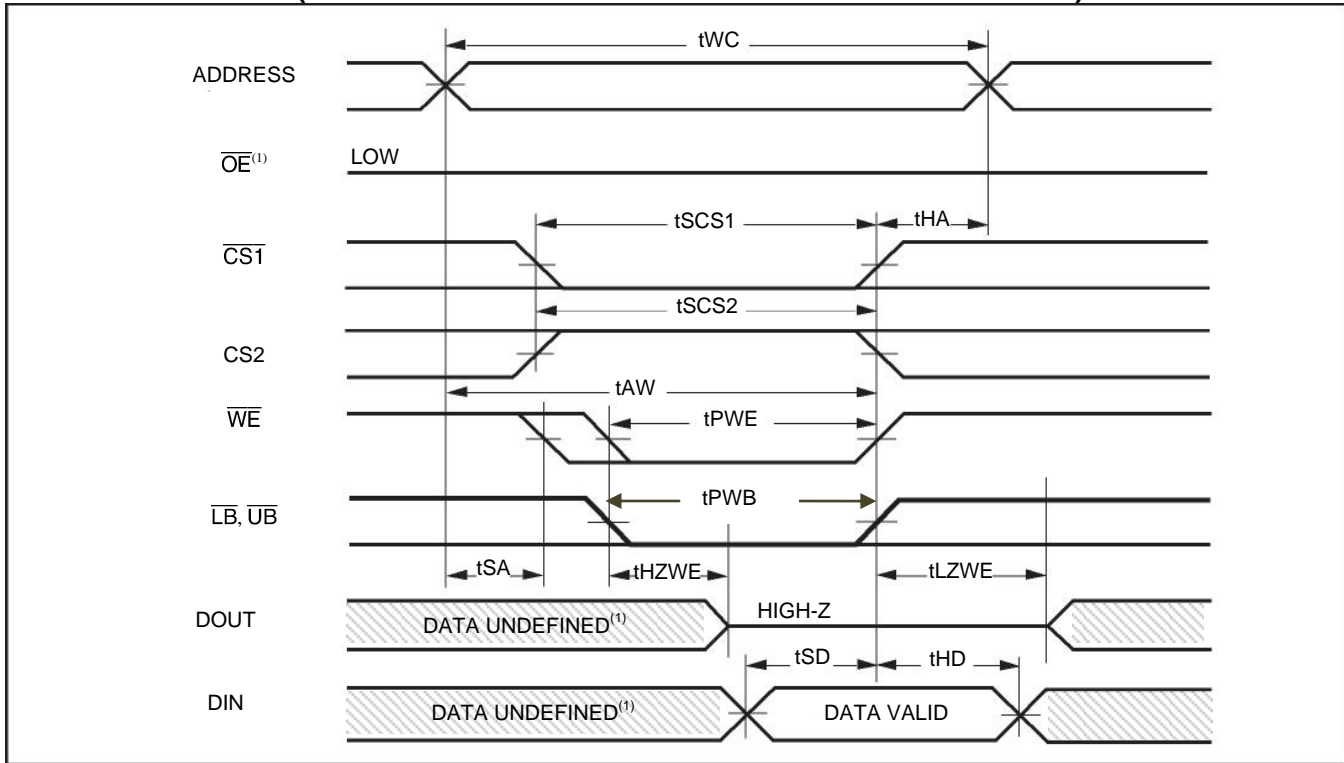 tWC
ADDRESS
OE(1) LOW
tSCS1 tHA
CS1
tSCS2
CS2
tAW
WE tPWE
tPWB
LB, UB
tSA tHZWE tLZWE
DOUT DATA UNDEFINED(1) HIGH-Z
tSD tHD
DIN DATA UNDEFINED(1) DATA VALID